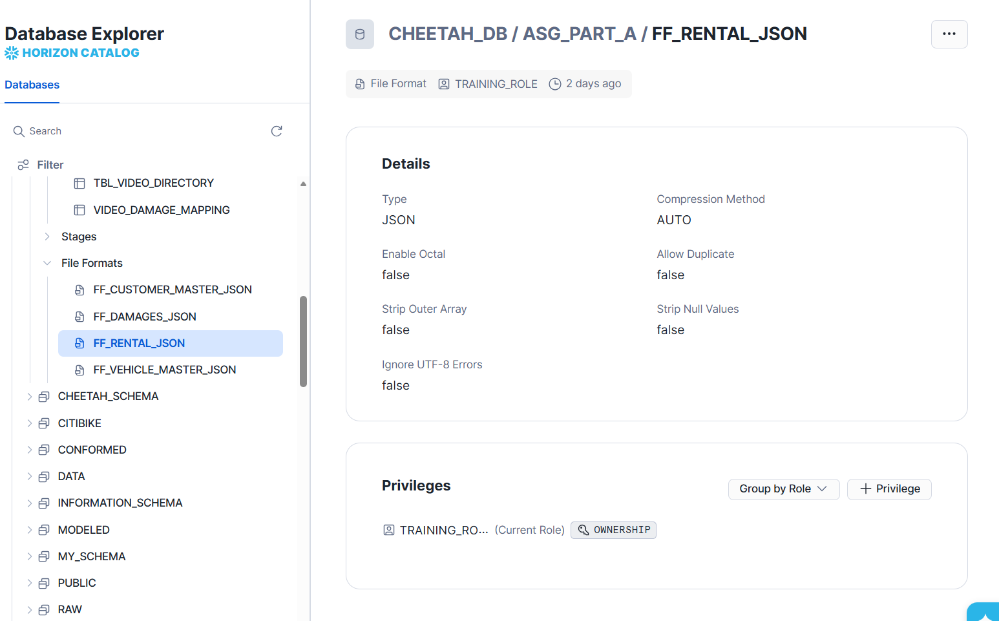 Database Explorer
HORIZON CATALOG
Databases
Search
Filter
TBL_VIDEO_DIRECTORY
VIDEO_DAMAGE_MAPPING
Stages
File Formats
FF_CUSTOMER_MASTER_JSON
FF_DAMAGES_JSON
FF_RENTAL_JSON
FF_VEHICLE_MASTER_JSON
CHEETAH_SCHEMA
CITIBIKE
CONFORMED
DATA
INFORMATION_SCHEMA
MODELED
MY_SCHEMA
PUBLIC
RAW
CHEETAH_DB / ASG_PART_A / FF_RENTAL_JSON
...
File Format TRAINING_ROLE 2 days ago
Details
Type Compression Method
JSON AUTO
Enable Octal Allow Duplicate
false false
Strip Outer Array Strip Null Values
false false
Ignore UTF-8 Errors
false
Privileges
Group by Role + Privilege
TRAINING_RO... (Current Role) OWNERSHIP